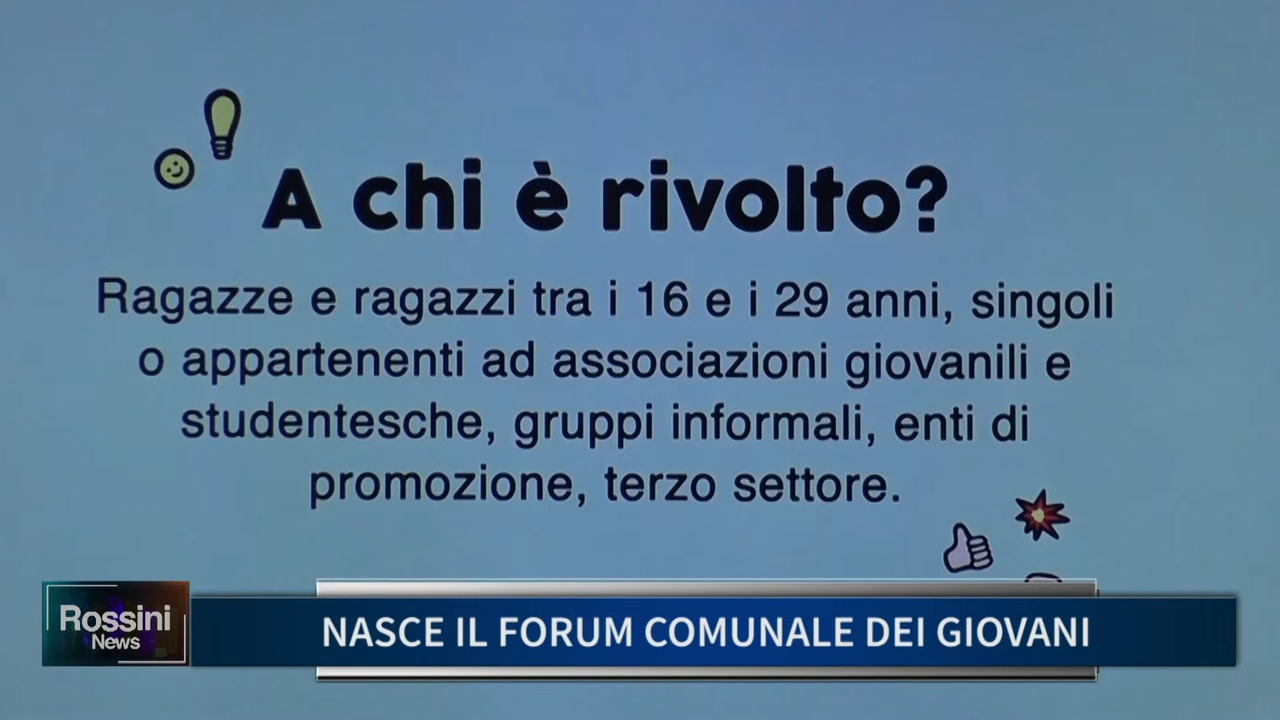 A chi è rivolto?
Ragazze e ragazzi tra i 16 e i 29 anni, singoli
o appartenenti ad associazioni giovanili e
studentesche, gruppi informali, enti di
promozione, terzo settore.
Rossini
News
NASCE IL FORUM COMUNALE DEI GIOVANI